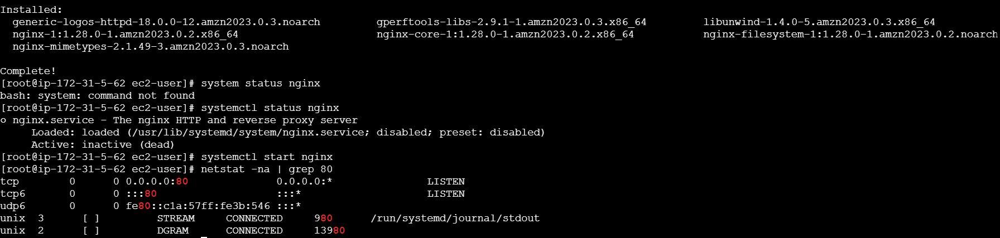 Installed:
  generic-logos-httpd-18.0.0-12.amzn2023.0.3.noarch         gperftools-libs-2.9.1-1.amzn2023.0.3.x86_64         libunwind-1.4.0-5.amzn2023.0.3.x86_64
  nginx-1:1.28.0-1.amzn2023.0.2.x86_64                      nginx-core-1:1.28.0-1.amzn2023.0.2.x86_64           nginx-filesystem-1:1.28.0-1.amzn2023.0.2.noarch
  nginx-mimetypes-2.1.49-3.amzn2023.0.3.noarch

Complete!
[root@ip-172-31-5-62 ec2-user]# system status nginx
bash: system: command not found
[root@ip-172-31-5-62 ec2-user]# systemctl status nginx
○ nginx.service - The nginx HTTP and reverse proxy server
     Loaded: loaded (/usr/lib/systemd/system/nginx.service; disabled; preset: disabled)
     Active: inactive (dead)
[root@ip-172-31-5-62 ec2-user]# systemctl start nginx
[root@ip-172-31-5-62 ec2-user]# netstat -na | grep 80
tcp        0      0 0.0.0.0:80              0.0.0.0:*               LISTEN
tcp6       0      0 :::80                   :::*                    LISTEN
udp6       0      0 fe80::c1a:57ff:fe3b:546 :::*
unix  3      [ ]         STREAM     CONNECTED     980      /run/systemd/journal/stdout
unix  2      [ ]         DGRAM      CONNECTED     13980